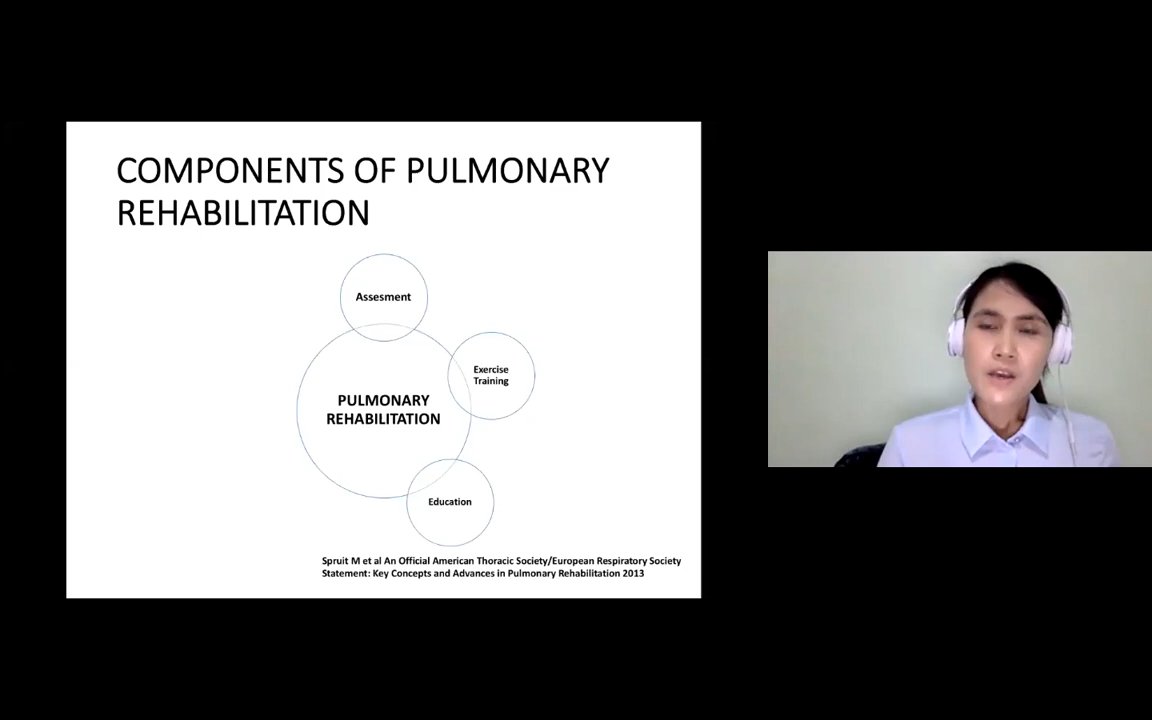 COMPONENTS OF PULMONARY
REHABILITATION
Assesment
Exercise
Training
PULMONARY
REHABILITATION
Education
Spruit M et al An Official American Thoracic Society/European Respiratory Society
Statement: Key Concepts and Advances in Pulmonary Rehabilitation 2013